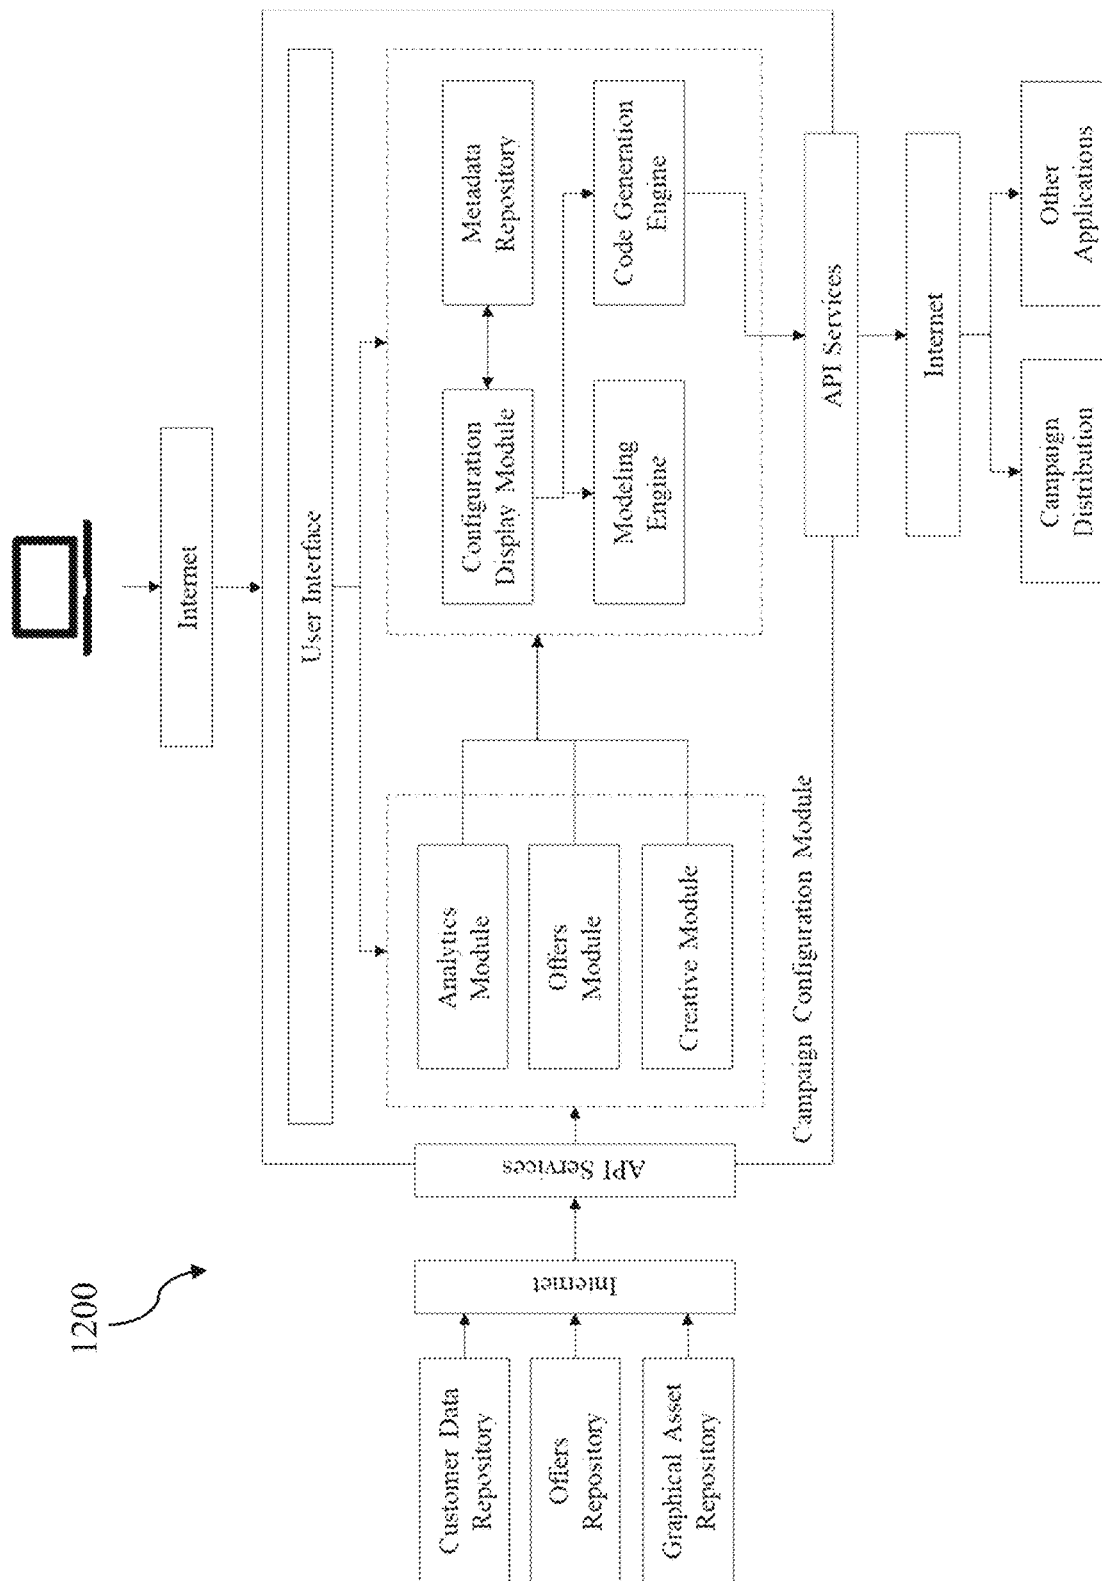 1200
Internet
User Interface
Customer Data
Repository
Offers
Repository
Graphical Asset
Repository
Internet
API Services
Analytics
Module
Offers
Module
Creative Module
Configuration
Display Module
Metadata
Repository
Modeling
Engine
Code Generation
Engine
Campaign Configuration Module
API Services
Internet
Campaign
Distribution
Other
Applications